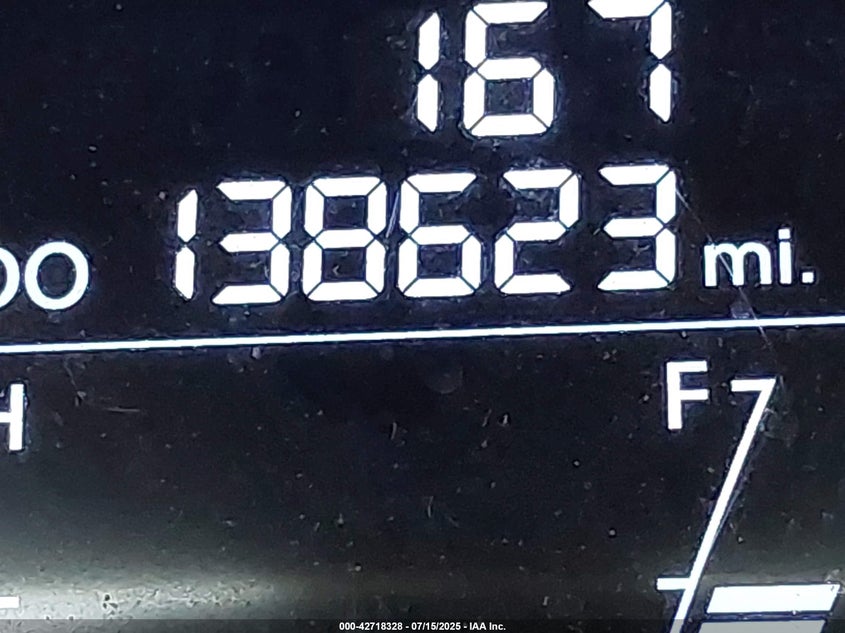 167
138623 mi.
F
000-42718328 - 07/15/2025 - IAA Inc.